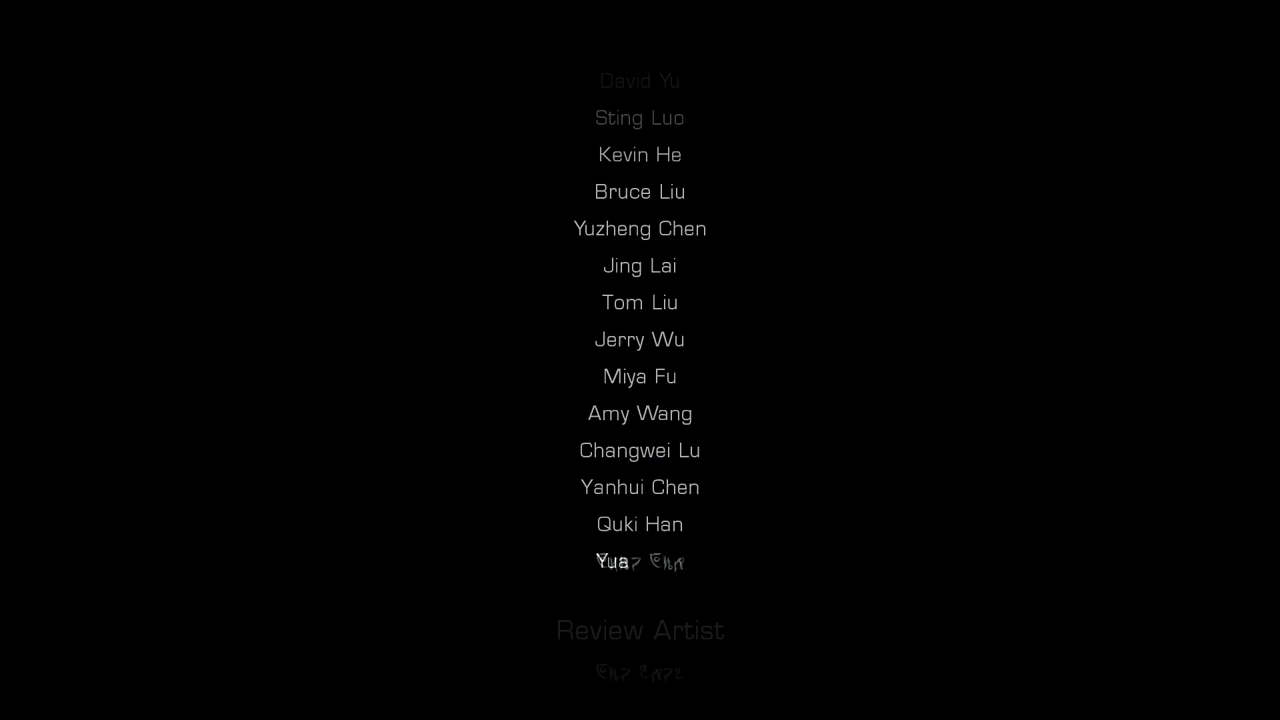 David Yu
Sting Luo
Kevin He
Bruce Liu
Yuzheng Chen
Jing Lai
Tom Liu
Jerry Wu
Miya Fu
Amy Wang
Changwei Lu
Yanhui Chen
Quki Han
Review Artist